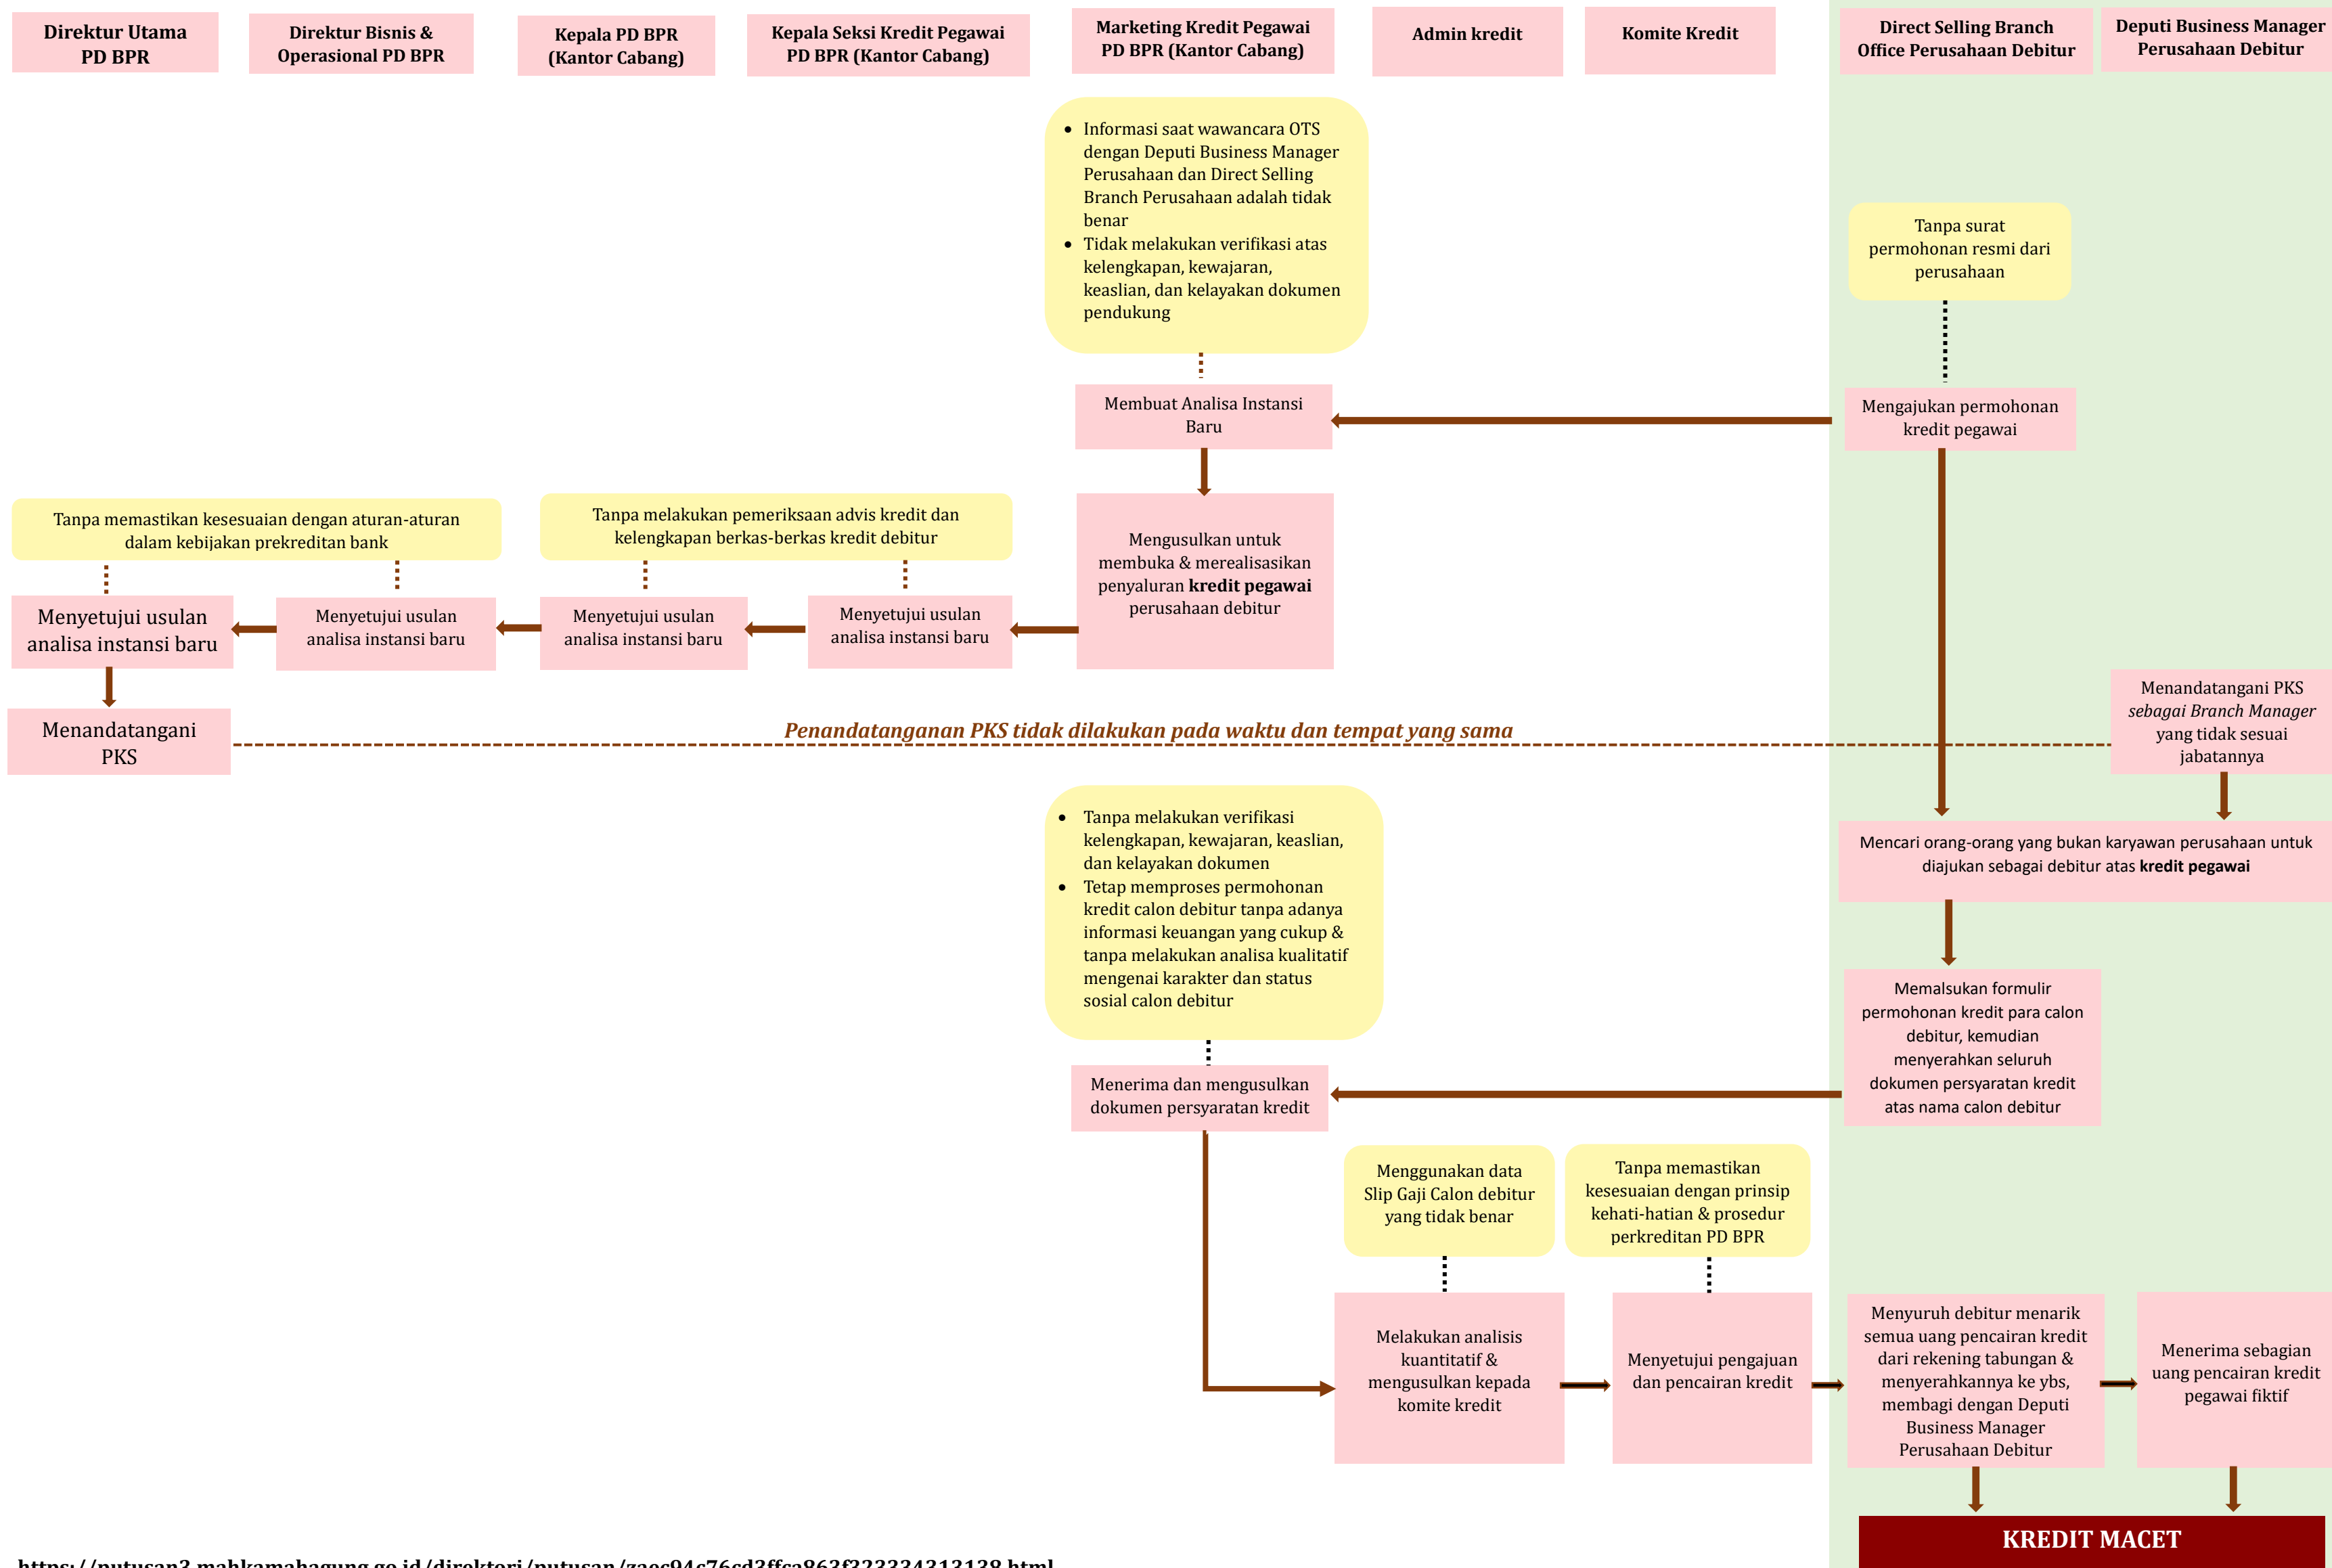 Direktur Utama
PD BPR
Direktur Bisnis &
Operasional PD BPR
Kepala PD BPR
(Kantor Cabang)
Kepala Seksi Kredit Pegawai
PD BPR (Kantor Cabang)
Marketing Kredit Pegawai
PD BPR (Kantor Cabang)
Admin kredit
Komite Kredit
Direct Selling Branch
Office Perusahaan Debitur
Deputi Business Manager
Perusahaan Debitur
• Informasi saat wawancara OTS
dengan Deputi Business Manager
Perusahaan dan Direct Selling
Branch Perusahaan adalah tidak
benar
• Tidak melakukan verifikasi atas
kelengkapan, kewajaran,
keaslian, dan kelayakan dokumen
pendukung
Tanpa surat
permohonan resmi dari
perusahaan
Membuat Analisa Instansi
Baru
Mengajukan permohonan
kredit pegawai
Tanpa memastikan kesesuaian dengan aturan-aturan
dalam kebijakan prekreditan bank
Tanpa melakukan pemeriksaan advis kredit dan
kelengkapan berkas-berkas kredit debitur
Mengusulkan untuk
membuka & merealisasikan
penyaluran kredit pegawai
perusahaan debitur
Menyetujui usulan
analisa instansi baru
Menyetujui usulan
analisa instansi baru
Menyetujui usulan
analisa instansi baru
Menyetujui usulan
analisa instansi baru
Menandatangani
PKS
Penandatanganan PKS tidak dilakukan pada waktu dan tempat yang sama
Menandatangani PKS
sebagai Branch Manager
yang tidak sesuai
jabatannya
Mencari orang-orang yang bukan karyawan perusahaan untuk
diajukan sebagai debitur atas kredit pegawai
• Tanpa melakukan verifikasi
kelengkapan, kewajaran, keaslian,
dan kelayakan dokumen
• Tetap memproses permohonan
kredit calon debitur tanpa adanya
informasi keuangan yang cukup &
tanpa melakukan analisa kualitatif
mengenai karakter dan status
sosial calon debitur
Memalsukan formulir
permohonan kredit para calon
debitur, kemudian
menyerahkan seluruh
dokumen persyaratan kredit
atas nama calon debitur
Menerima dan mengusulkan
dokumen persyaratan kredit
Menggunakan data
Slip Gaji Calon debitur
yang tidak benar
Tanpa memastikan
kesesuaian dengan prinsip
kehati-hatian & prosedur
perkreditan PD BPR
Melakukan analisis
kuantitatif &
mengusulkan kepada
komite kredit
Menyetujui pengajuan
dan pencairan kredit
Menyuruh debitur menarik
semua uang pencairan kredit
dari rekening tabungan &
menyerahkannya ke ybs,
membagi dengan Deputi
Business Manager
Perusahaan Debitur
Menerima sebagian
uang pencairan kredit
pegawai fiktif
KREDIT MACET
https://putusan3.mahkamahagung.go.id/direktori/putusan/zaec94c76cd3ffca863f323334313138.html